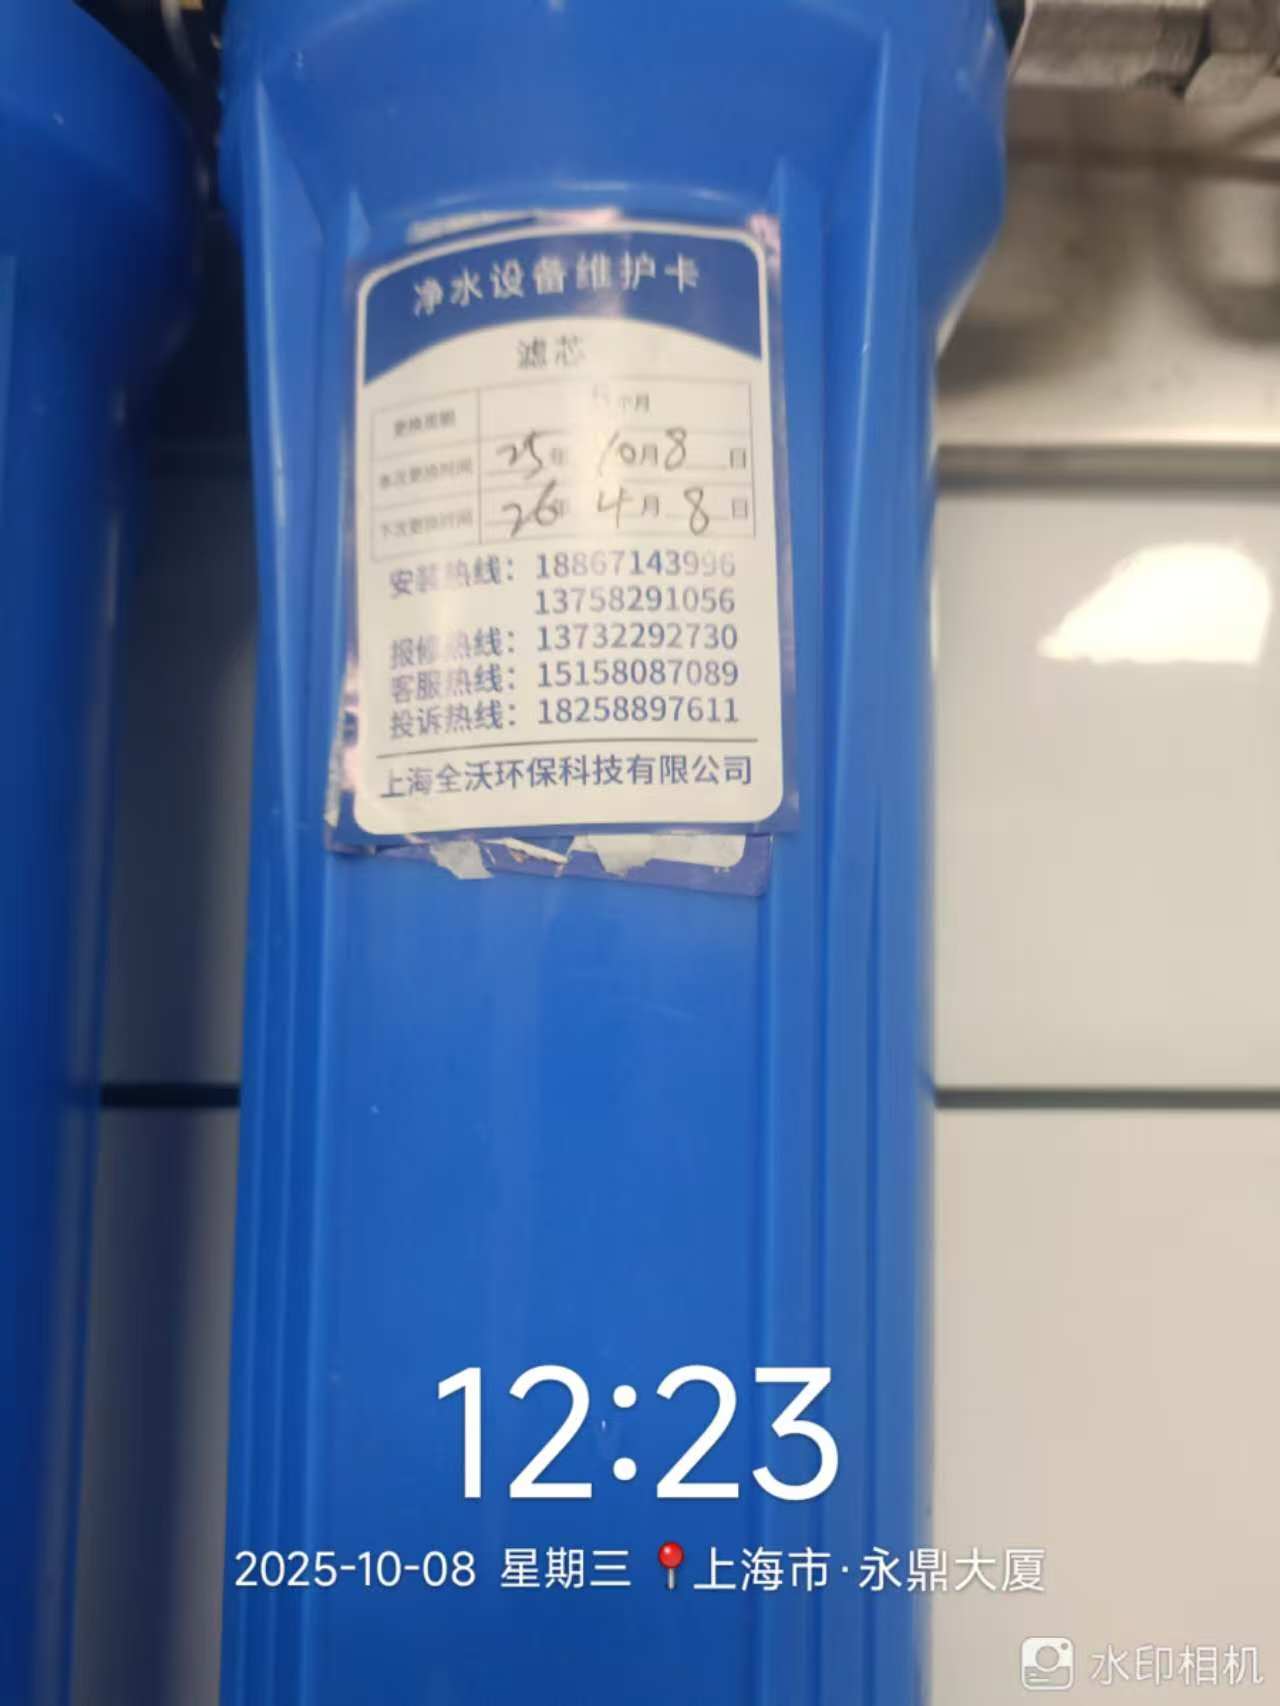 净水设备维护卡
滤芯
更换周期 个月
本次更换时间 25年 10月 8日
下次更换时间 26年 4月 8日
安装热线：18867143996
13758291056
报修热线：13732292730
客服热线：15158087089
投诉热线：18258897611
上海全沃环保科技有限公司
12:23
2025-10-08 星期三 上海市·永鼎大厦
水印相机